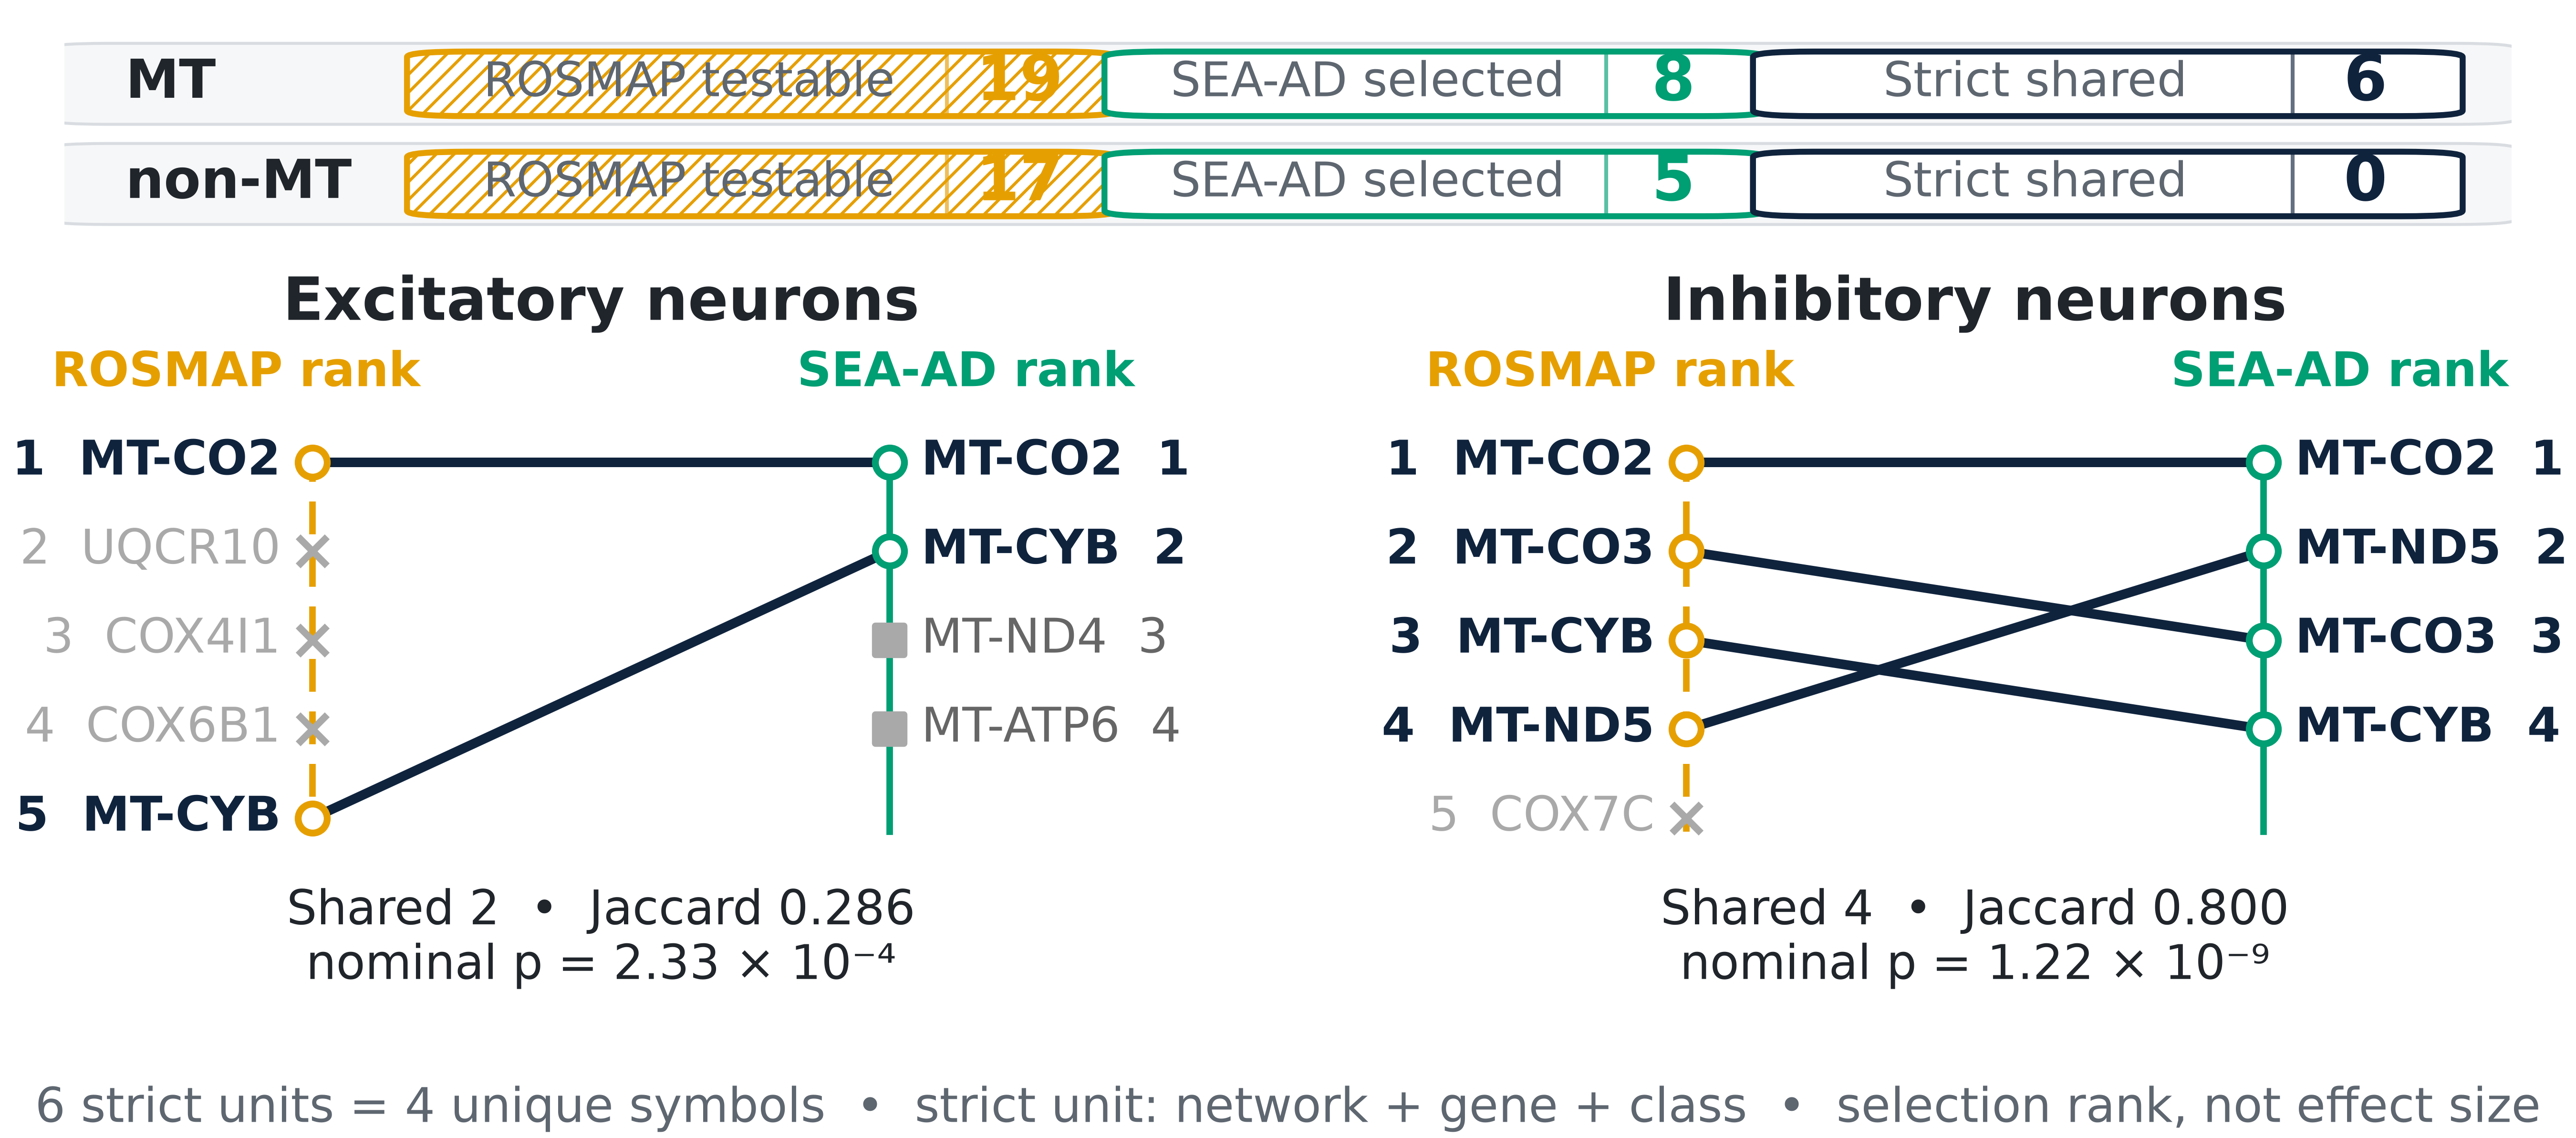 MT ROSMAP testable 19 SEA-AD selected 8 Strict shared 6
non-MT ROSMAP testable 17 SEA-AD selected 5 Strict shared 0
Excitatory neurons
ROSMAP rank SEA-AD rank
1 MT-CO2 MT-CO2 1
2 UQCR10 MT-CYB 2
3 COX4I1 MT-ND4 3
4 COX6B1 MT-ATP6 4
5 MT-CYB
Shared 2 • Jaccard 0.286
nominal p = 2.33 × 10⁻⁴
Inhibitory neurons
ROSMAP rank SEA-AD rank
1 MT-CO2 MT-CO2 1
2 MT-CO3 MT-ND5 2
3 MT-CYB MT-CO3 3
4 MT-ND5 MT-CYB 4
5 COX7C
Shared 4 • Jaccard 0.800
nominal p = 1.22 × 10⁻⁹
6 strict units = 4 unique symbols • strict unit: network + gene + class • selection rank, not effect size